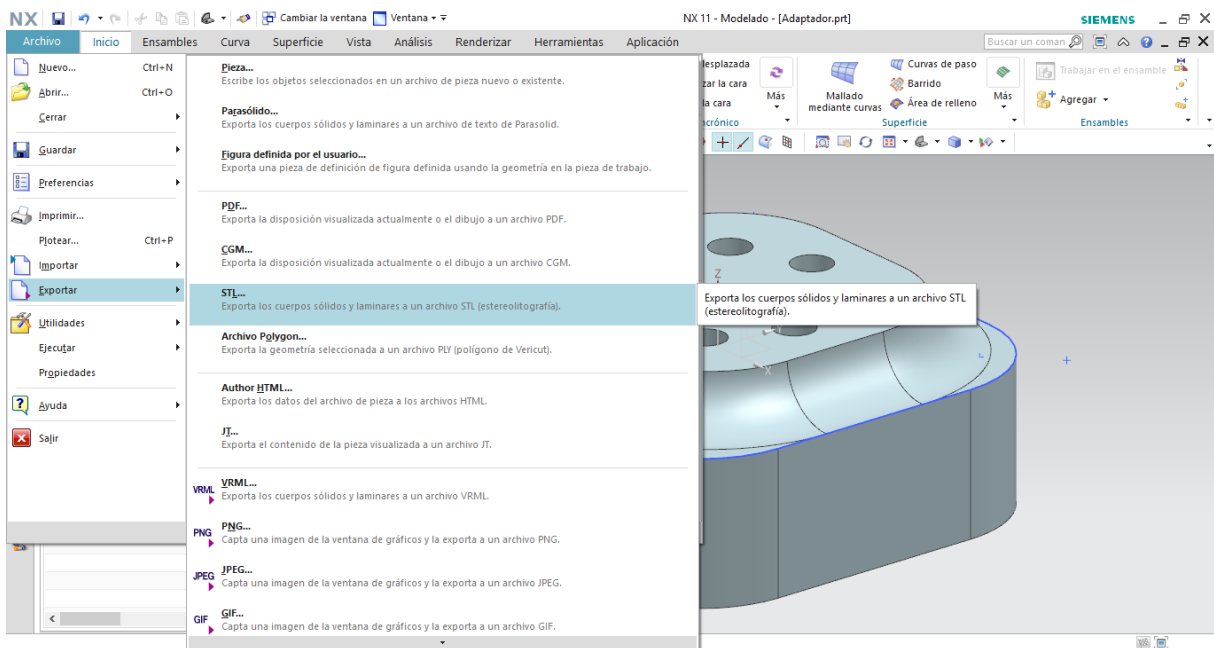 NX
Cambiar la ventana
Ventana
NX 11 - Modelado - [Adaptador.prt]
SIEMENS
Archivo
Inicio
Ensambles
Curva
Superficie
Vista
Análisis
Renderizar
Herramientas
Aplicación
Buscar un coman
Nuevo... Ctrl+N
Abrir... Ctrl+O
Cerrar
Guardar
Preferencias
Imprimir...
Plotear... Ctrl+P
Importar
Exportar
Utilidades
Ejecutar
Propiedades
Ayuda
Salir
Pieza...
Escribe los objetos seleccionados en un archivo de pieza nuevo o existente.
Parasólido...
Exporta los cuerpos sólidos y laminares a un archivo de texto de Parasolid.
Figura definida por el usuario...
Exporta una pieza de definición de figura definida usando la geometría en la pieza de trabajo.
PDF...
Exporta la disposición visualizada actualmente o el dibujo a un archivo PDF.
CGM...
Exporta la disposición visualizada actualmente o el dibujo a un archivo CGM.
STL...
Exporta los cuerpos sólidos y laminares a un archivo STL (estereolitografía).
Archivo Polygon...
Exporta la geometría seleccionada a un archivo PLY (polígono de Vericut).
Author HTML...
Exporta los datos del archivo de pieza a los archivos HTML.
JT...
Exporta el contenido de la pieza visualizada a un archivo JT.
VRML
VRML...
Exporta los cuerpos sólidos y laminares a un archivo VRML.
PNG
PNG...
Capta una imagen de la ventana de gráficos y la exporta a un archivo PNG.
JPEG
JPEG...
Capta una imagen de la ventana de gráficos y la exporta a un archivo JPEG.
GIF
GIF...
Capta una imagen de la ventana de gráficos y la exporta a un archivo GIF.
desplazada
zar la cara
la cara
ncrónico
Más
Mallado
mediante curvas
Curvas de paso
Barrido
Área de relleno
Más
Superficie
Trabajar en el ensamble
Agregar
Ensambles
Z
Exporta los cuerpos sólidos y laminares a un archivo STL
(estereolitografía).
Y
X